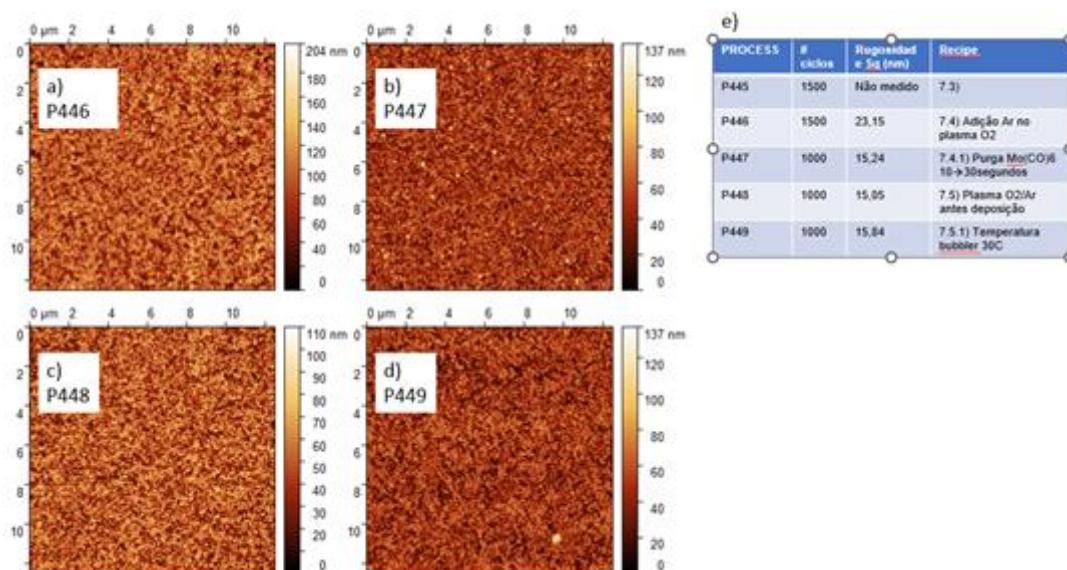 0 µm 2 4 6 8 10
0
2
4
6
8
10
a)
P446
204 nm
180
160
140
120
100
80
60
40
0
0 µm 2 4 6 8 10
0
2
4
6
8
10
b)
P447
137 nm
120
100
80
60
40
20
0
0 µm 2 4 6 8 10
0
2
4
6
8
10
c)
P448
110 nm
100
90
80
70
60
50
40
30
20
0
0 µm 2 4 6 8 10
0
2
4
6
8
10
d)
P449
137 nm
120
100
80
60
40
20
0
e)
PROCESS # Rugosidad Recipe
ciclos e Sq (nm)
P445 1500 Não medido 7.3)
P446 1500 23,15 7.4) Adição Ar no
plasma O2
P447 1000 15,24 7.4.1) Purga Mo(CO)6
10→30segundos
P448 1000 15,05 7.5) Plasma O2/Ar
antes deposição
P449 1000 15,84 7.5.1) Temperatura
bubbler 30C